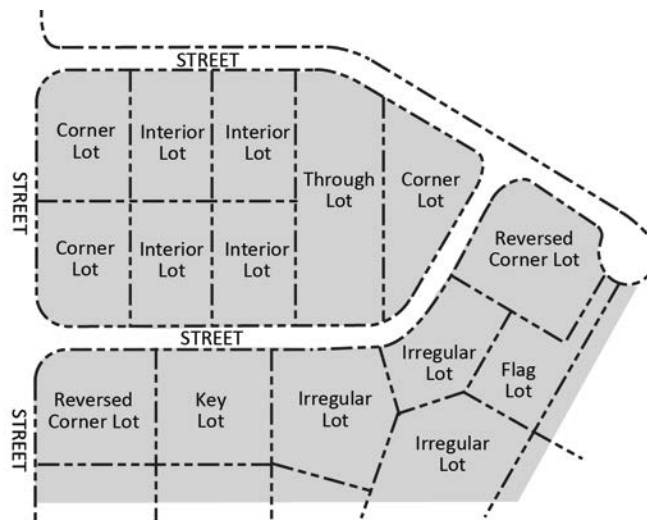 STREET
Corner
Lot
Interior
Lot
Interior
Lot
Through
Lot
Corner
Lot
STREET
Reversed
Corner Lot
Corner
Lot
Interior
Lot
Interior
Lot
STREET
Irregular
Lot
Flag
Lot
Reversed
Corner Lot
Key
Lot
Irregular
Lot
STREET
Irregular
Lot